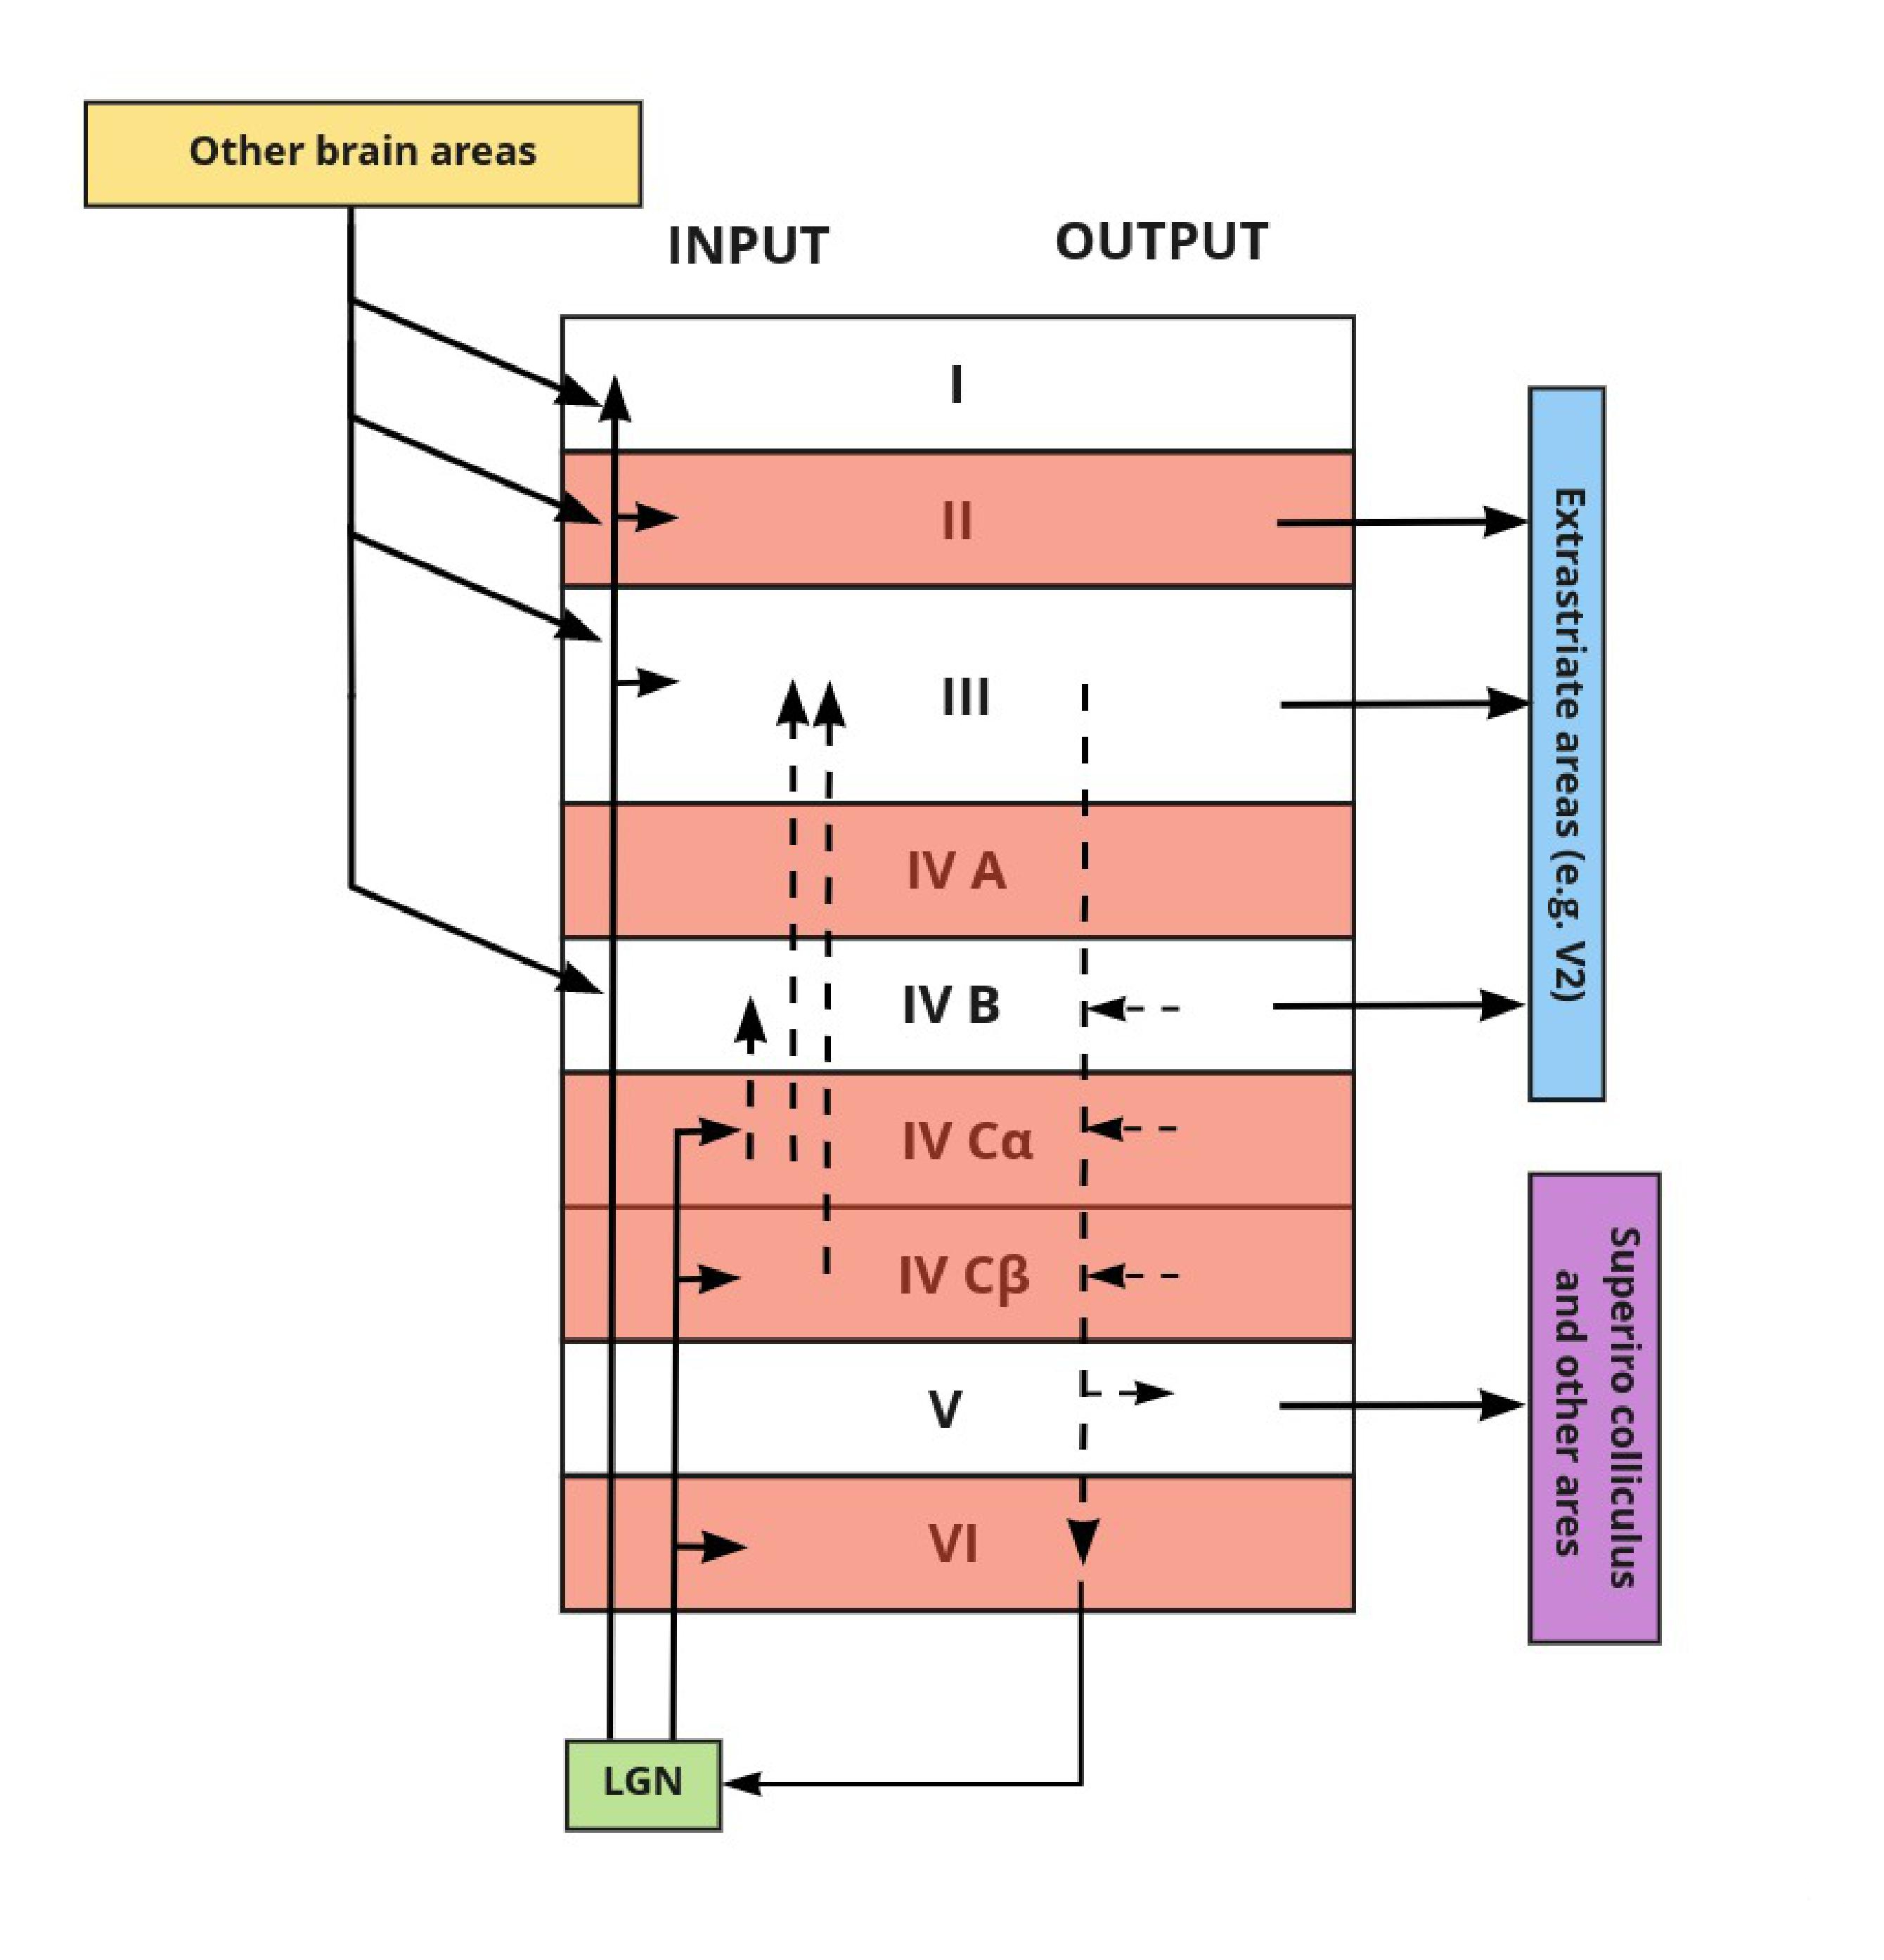 Other brain areas
INPUT
OUTPUT
I
II
III
IV A
IV B
IV Cα
IV Cβ
V
VI
Extrastriate areas (e.g. V2)
Superiro colliculus
and other ares
LGN